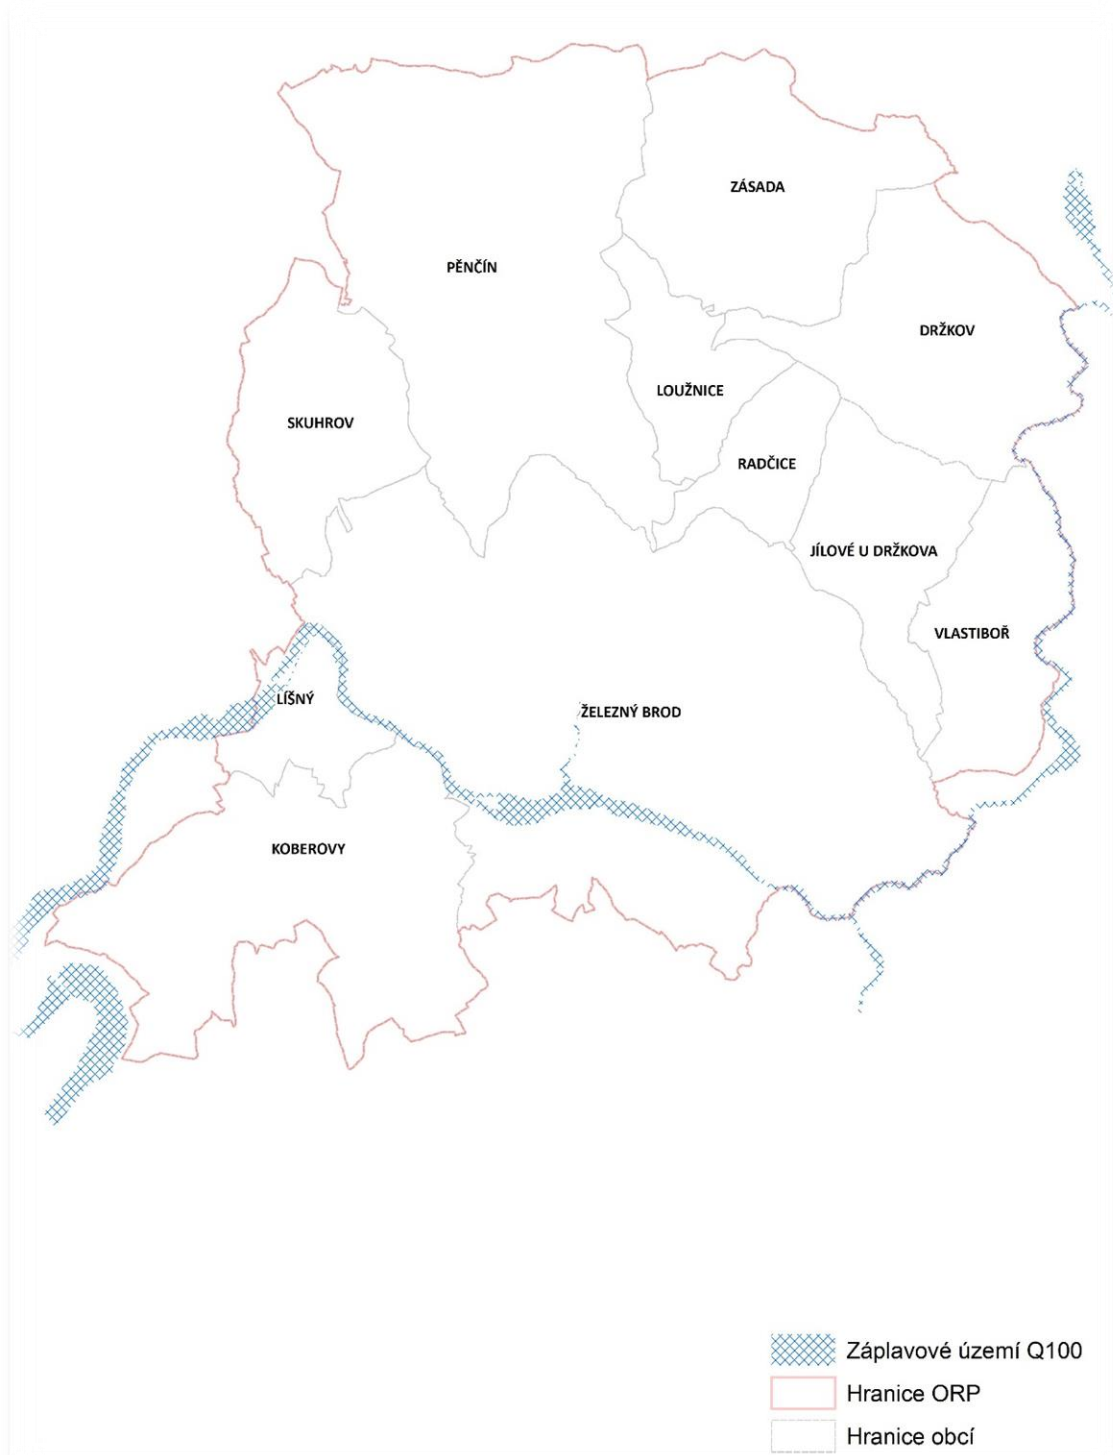 ZÁSADA
PĚNČÍN
DRŽKOV
LOUŽNICE
SKUHROV
RADČICE
JÍLOVÉ U DRŽKOVA
VLASTIBOŘ
LÍŠNÝ
ŽELEZNÝ BROD
KOBEROVY
Záplavové území Q100
Hranice ORP
Hranice obcí